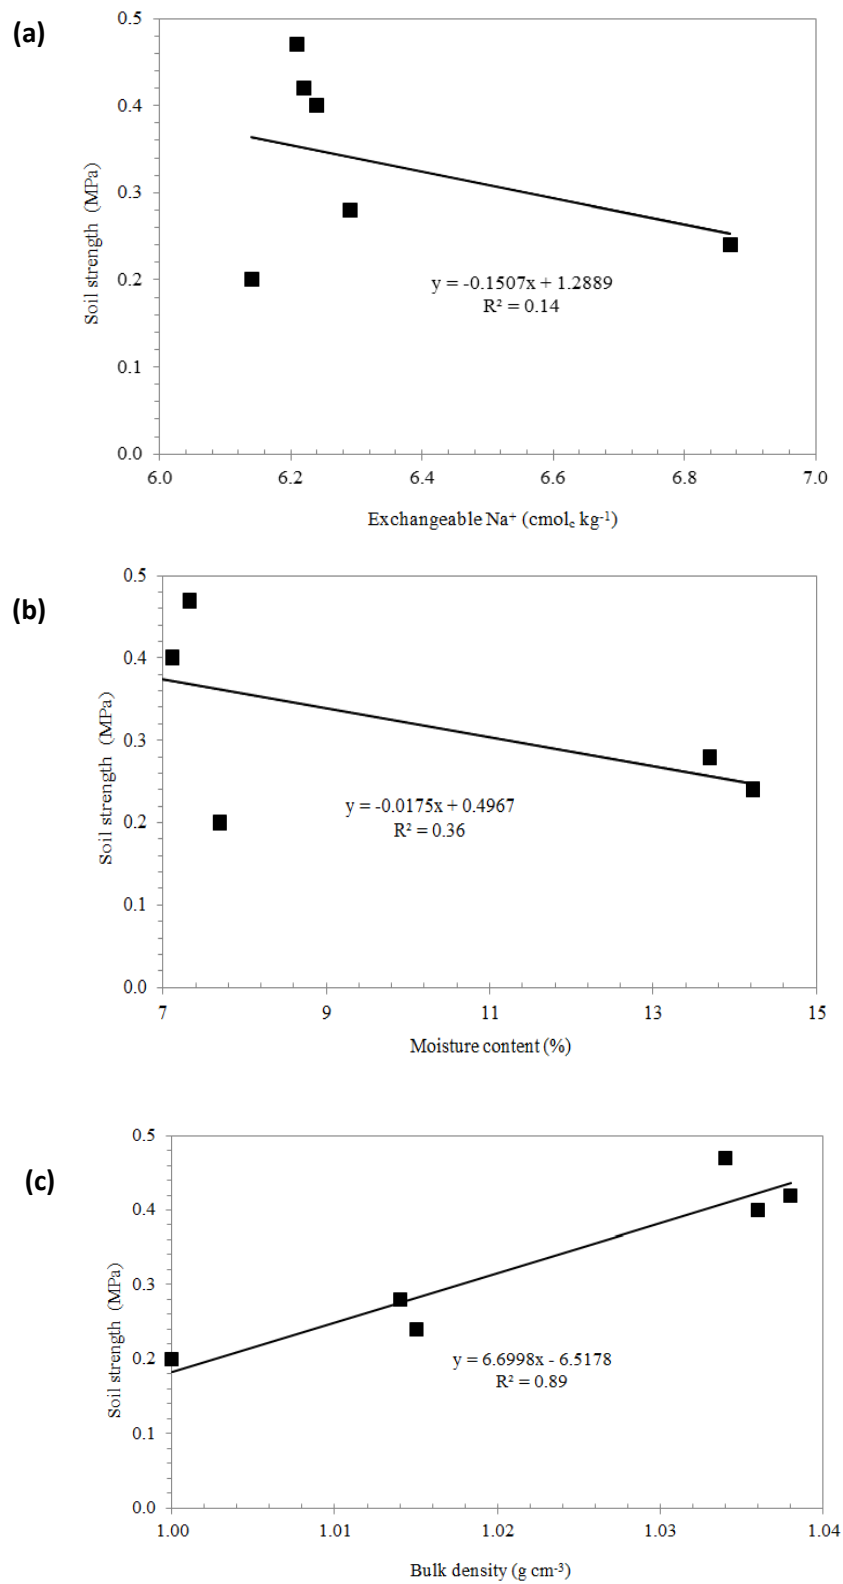 (a)
0.5
0.4
0.3
0.2
0.1
0.0
Soil strength (MPa)
y = -0.1507x + 1.2889
R² = 0.14
6.0 6.2 6.4 6.6 6.8 7.0
Exchangeable Na⁺ (cmolc kg⁻¹)
(b)
0.5
0.4
0.3
0.2
0.1
0.0
Soil strength (MPa)
y = -0.0175x + 0.4967
R² = 0.36
7 9 11 13 15
Moisture content (%)
(c)
0.5
0.4
0.3
0.2
0.1
0.0
Soil strength (MPa)
y = 6.6998x - 6.5178
R² = 0.89
1.00 1.01 1.02 1.03 1.04
Bulk density (g cm⁻³)